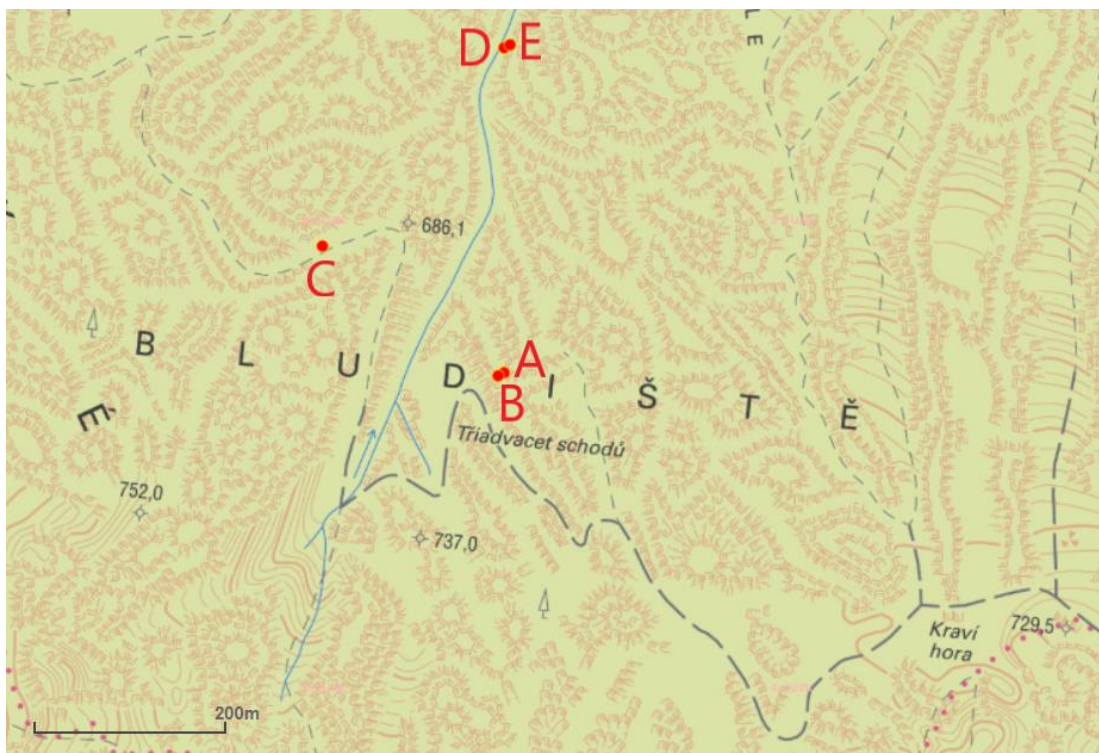 D E
L E
686,1
C
B L U D I Š Ť Ě
A
B
É
Třiadvacet schodů
752,0
737,0
729,5
Kraví
hora
200m